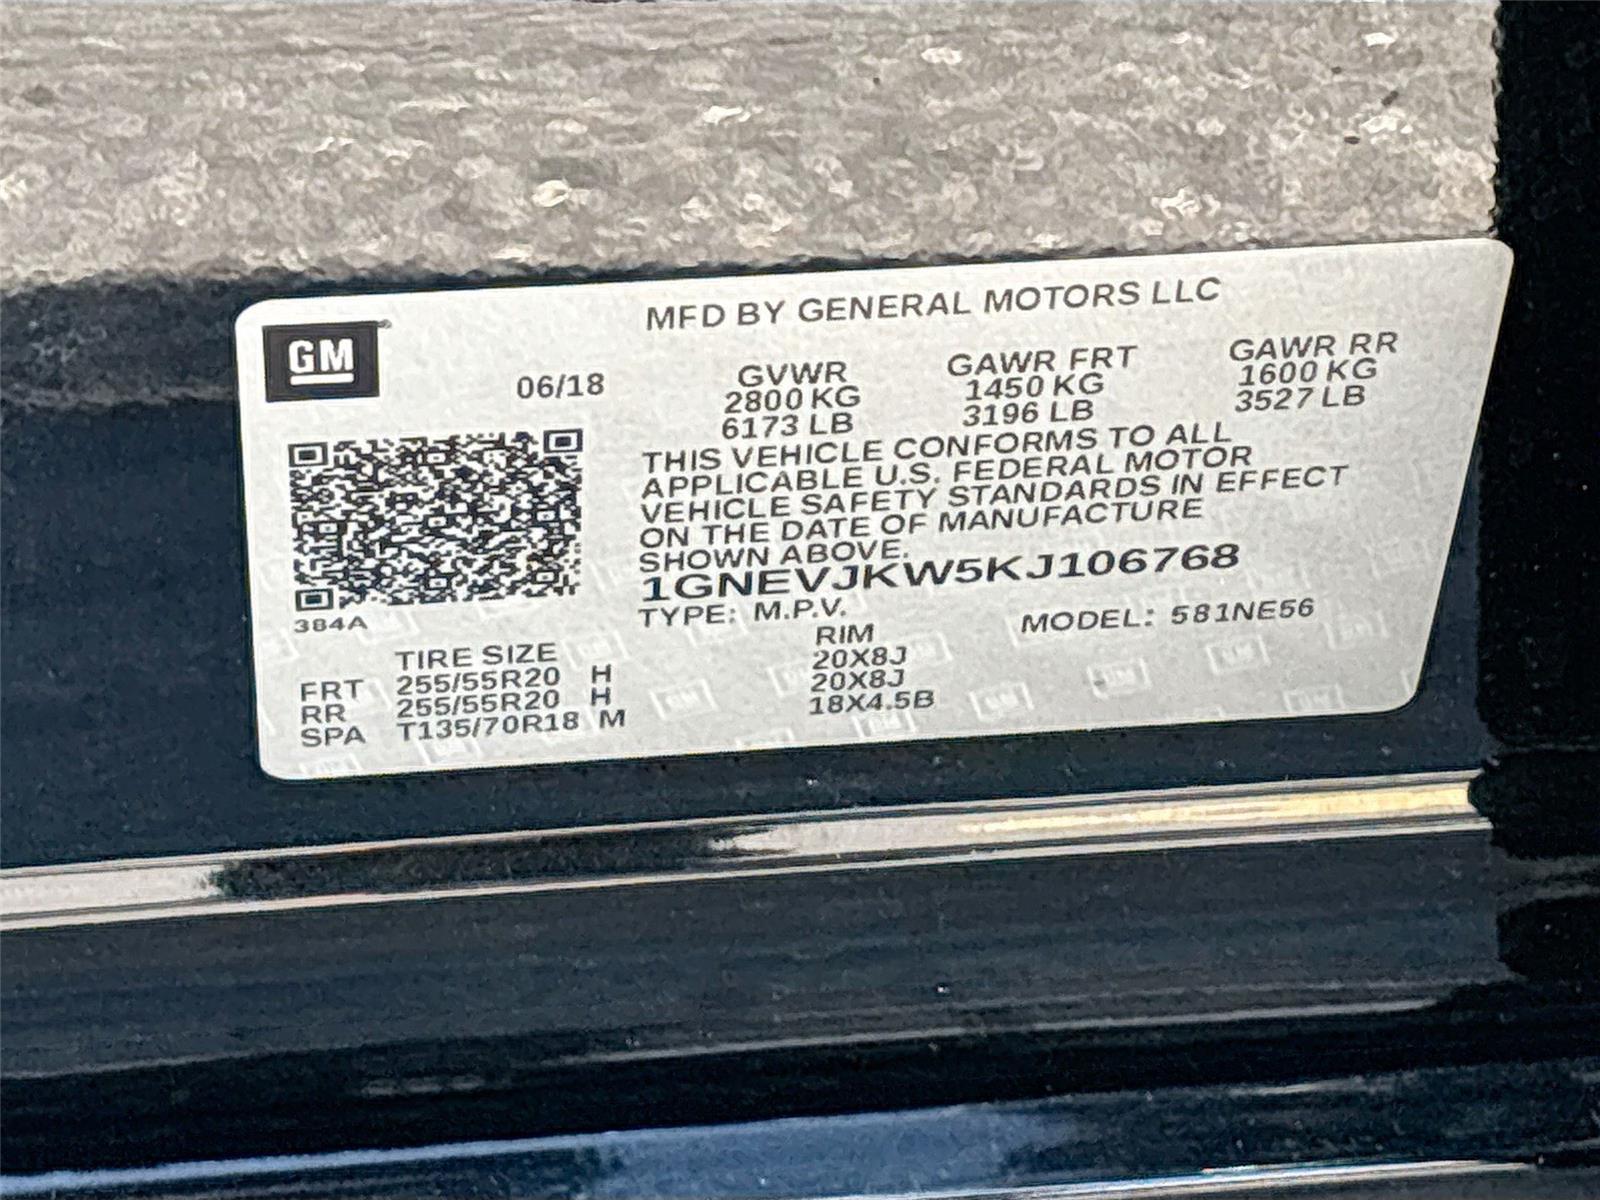 MFD BY GENERAL MOTORS LLC
GM
06/18
GVWR GAWR FRT GAWR RR
2800 KG 1450 KG 1600 KG
6173 LB 3196 LB 3527 LB
THIS VEHICLE CONFORMS TO ALL
APPLICABLE U.S. FEDERAL MOTOR
VEHICLE SAFETY STANDARDS IN EFFECT
ON THE DATE OF MANUFACTURE
SHOWN ABOVE.
1GNEVJKW5KJ106768
384A
TYPE: M.P.V. MODEL: 581NE56
TIRE SIZE RIM
FRT 255/55R20 H 20X8J
RR 255/55R20 H 20X8J
SPA T135/70R18 M 18X4.5B